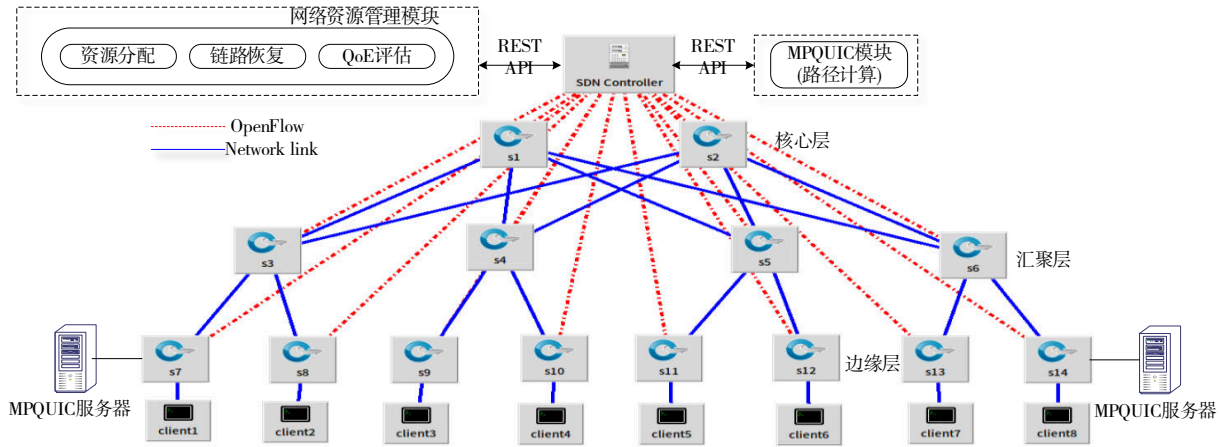 网络资源管理模块
资源分配
链路恢复
QoE评估
REST
API
SDN Controller
REST
API
MPQUIC模块
(路径计算)
OpenFlow
Network link
s1
s2
核心层
s3
s4
s5
s6
汇聚层
MPQUIC服务器
s7
s8
s9
s10
s11
s12
边缘层
s13
s14
MPQUIC服务器
client1
client2
client3
client4
client5
client6
client7
client8